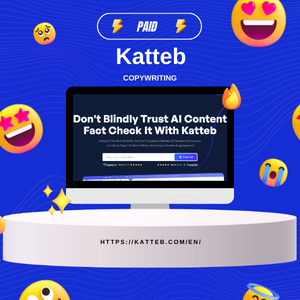 PAID
Katteb
COPYWRITING
Don't Blindly Trust AI Content
Fact Check It With Katteb
HTTPS://KATTEB.COM/EN/